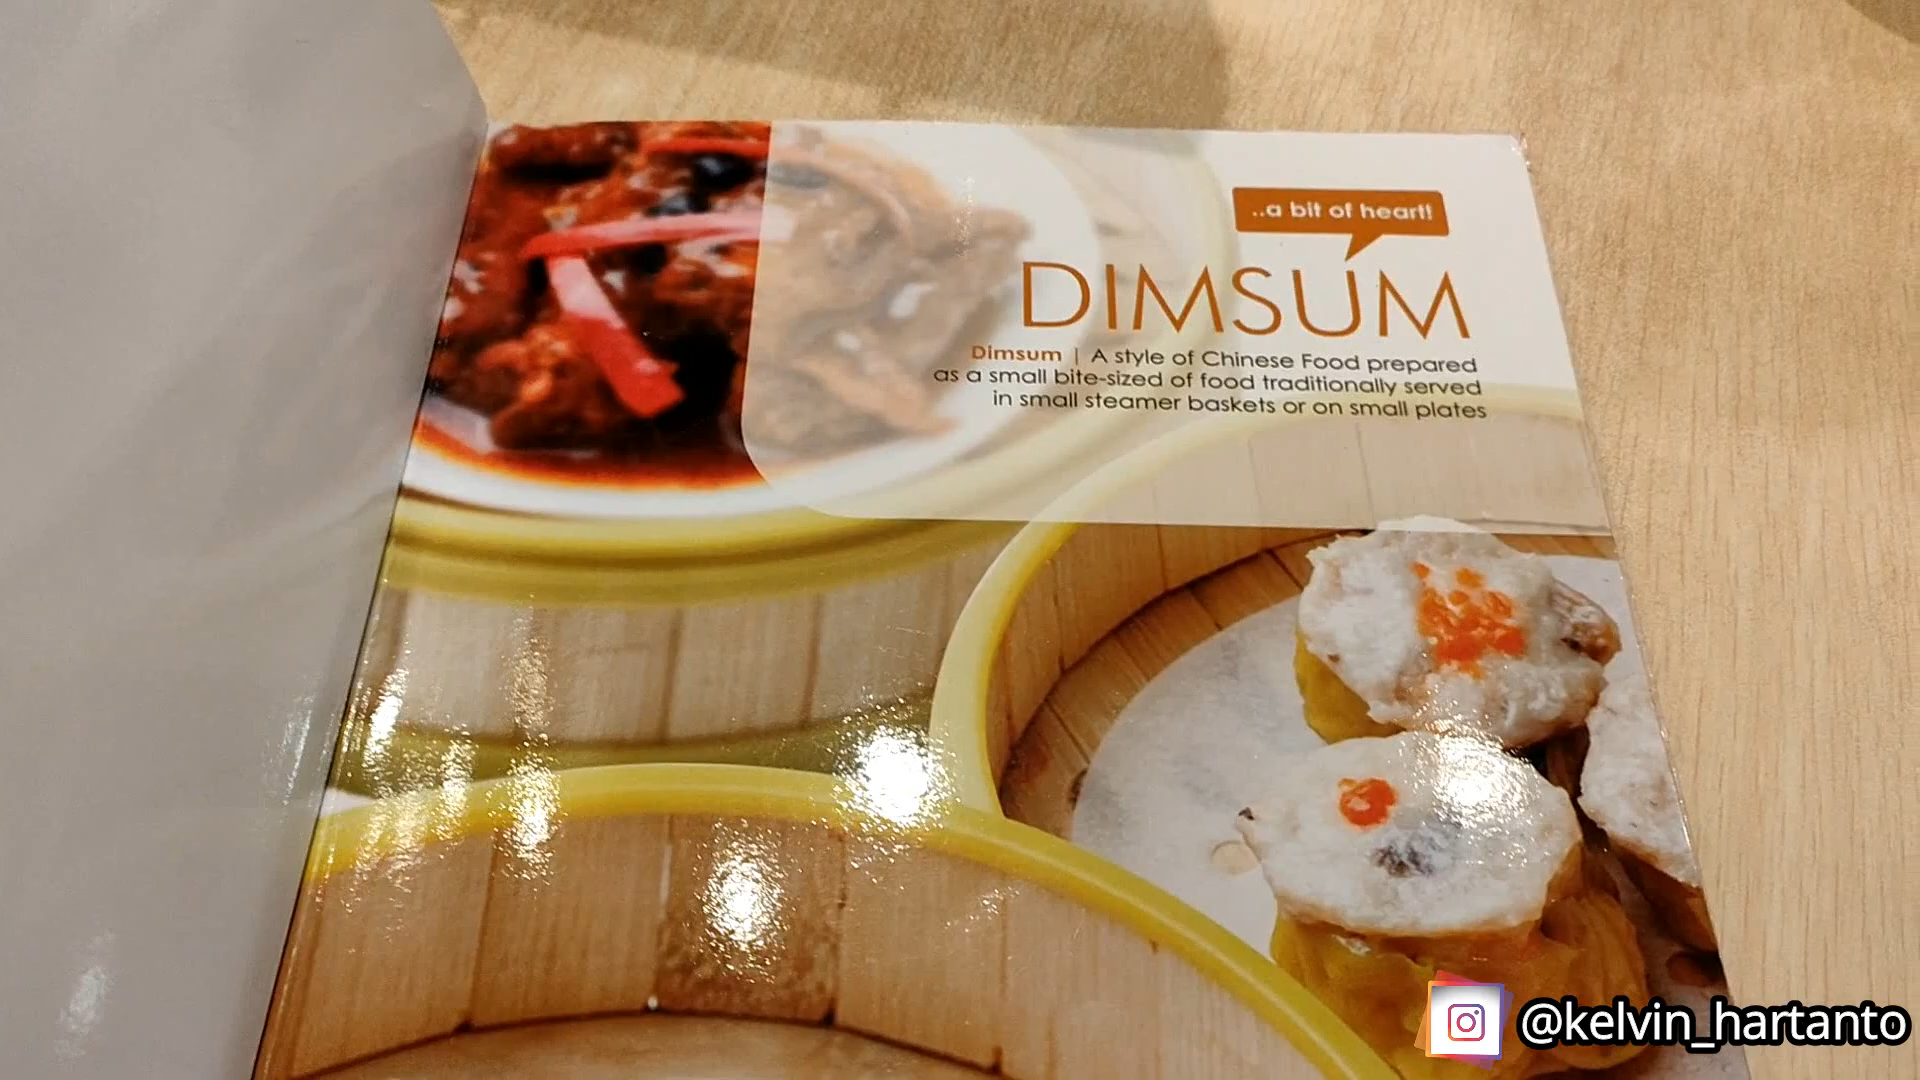 ..a bit of heart!
DIMSUM
Dimsum | A style of Chinese Food prepared
as a small bite-sized of food traditionally served
in small steamer baskets or on small plates
@kelvin_hartanto